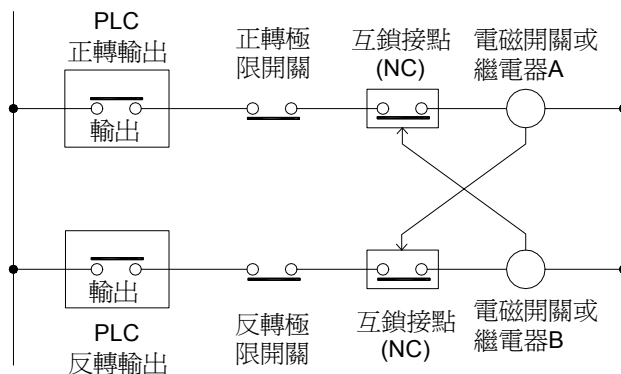 PLC
正轉輸出
正轉極
限開關
互鎖接點
(NC)
電磁開關或
繼電器A
輸出
輸出
PLC
反轉輸出
反轉極
限開關
互鎖接點
(NC)
電磁開關或
繼電器B